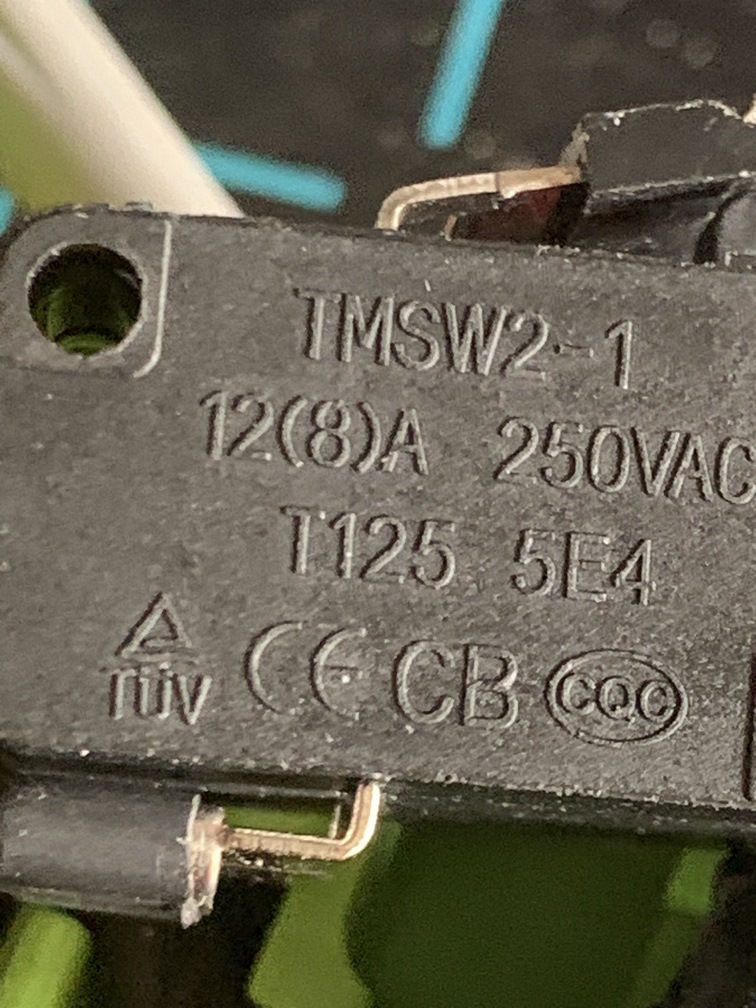 TMSW2-1
12(8)A 250VAC
T125 5E4
TÜV CE CB CQC